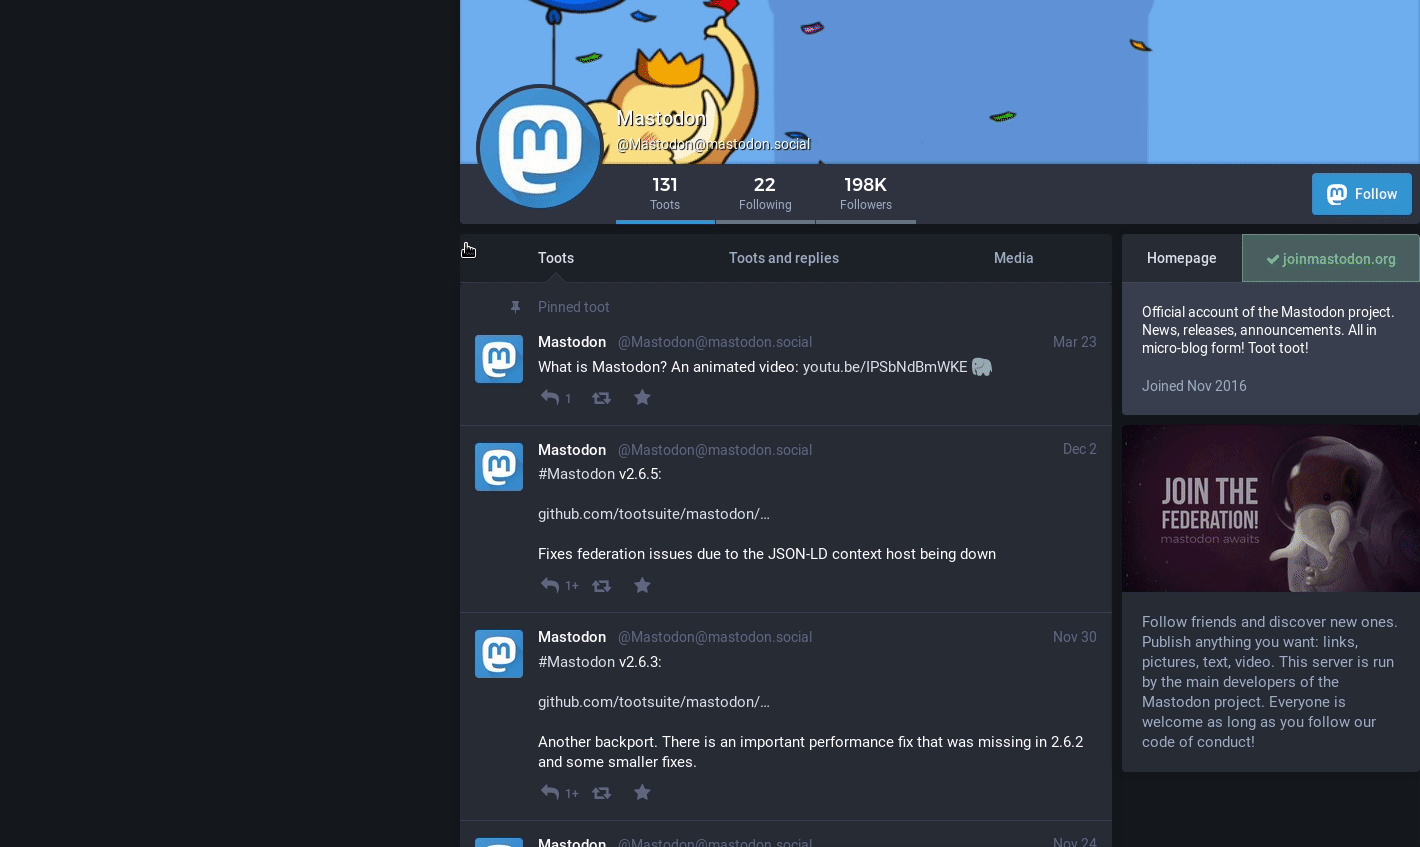 Mastodon
@Mastodon@mastodon.social
131
Toots
22
Following
198K
Followers
Follow
Toots
Toots and replies
Media
Pinned toot
Mastodon @Mastodon@mastodon.social Mar 23
What is Mastodon? An animated video: youtu.be/IPSbNdBmWKE
1
Mastodon @Mastodon@mastodon.social Dec 2
#Mastodon v2.6.5:
github.com/tootsuite/mastodon/…
Fixes federation issues due to the JSON-LD context host being down
1+
Mastodon @Mastodon@mastodon.social Nov 30
#Mastodon v2.6.3:
github.com/tootsuite/mastodon/…
Another backport. There is an important performance fix that was missing in 2.6.2
and some smaller fixes.
1+
Mastodon @Mastodon@mastodon.social Nov 24
Homepage
joinmastodon.org
Official account of the Mastodon project.
News, releases, announcements. All in
micro-blog form! Toot toot!
Joined Nov 2016
JOIN THE
FEDERATION!
mastodon awaits
Follow friends and discover new ones.
Publish anything you want: links,
pictures, text, video. This server is run
by the main developers of the
Mastodon project. Everyone is
welcome as long as you follow our
code of conduct!